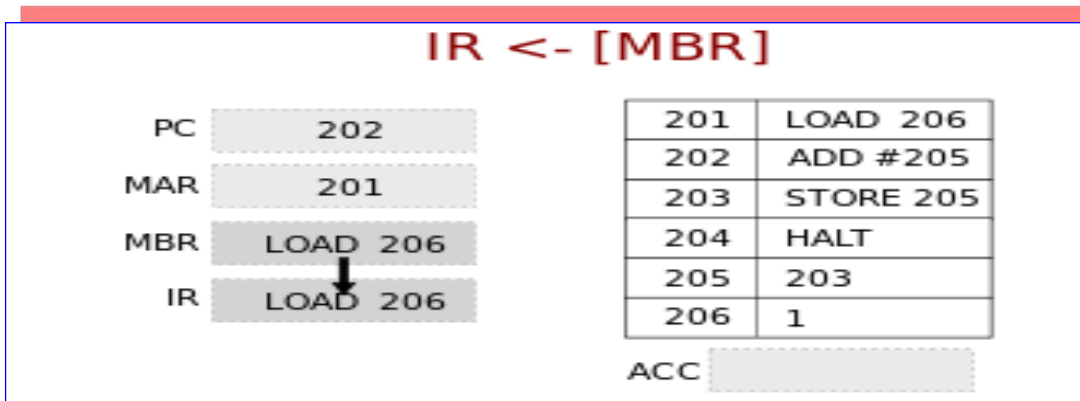 IR <- [MBR]
PC 202
MAR 201
MBR LOAD 206
IR LOAD 206
201 LOAD 206
202 ADD #205
203 STORE 205
204 HALT
205 203
206 1
ACC